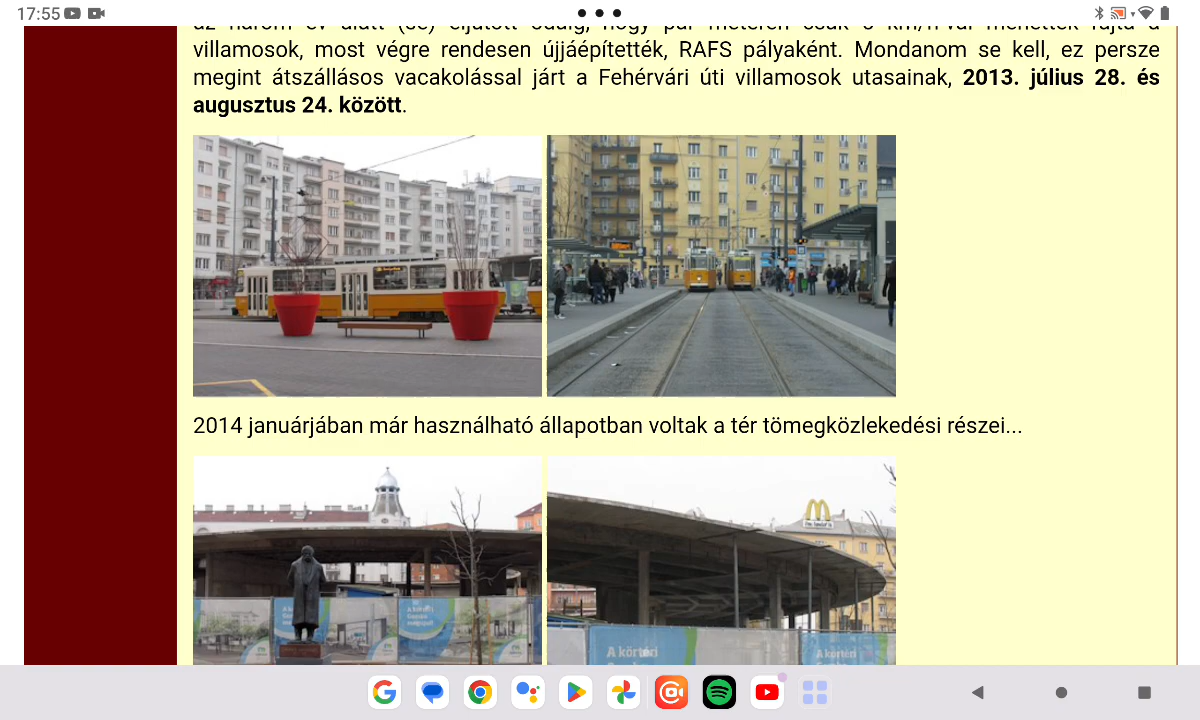 17:55
villamosok, most végre rendesen újjáépítették, RAFS pályaként. Mondanom se kell, ez persze
megint átszállásos vacakolással járt a Fehérvári úti villamosok utasainak, 2013. július 28. és
augusztus 24. között.
2014 januárjában már használható állapotban voltak a tér tömegközlekedési részei...
A körtéri
A körtéri